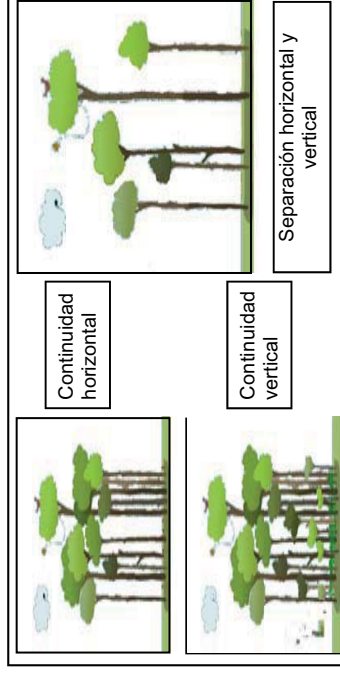 Continuidad
horizontal
Continuidad
vertical
Separación horizontal y
vertical